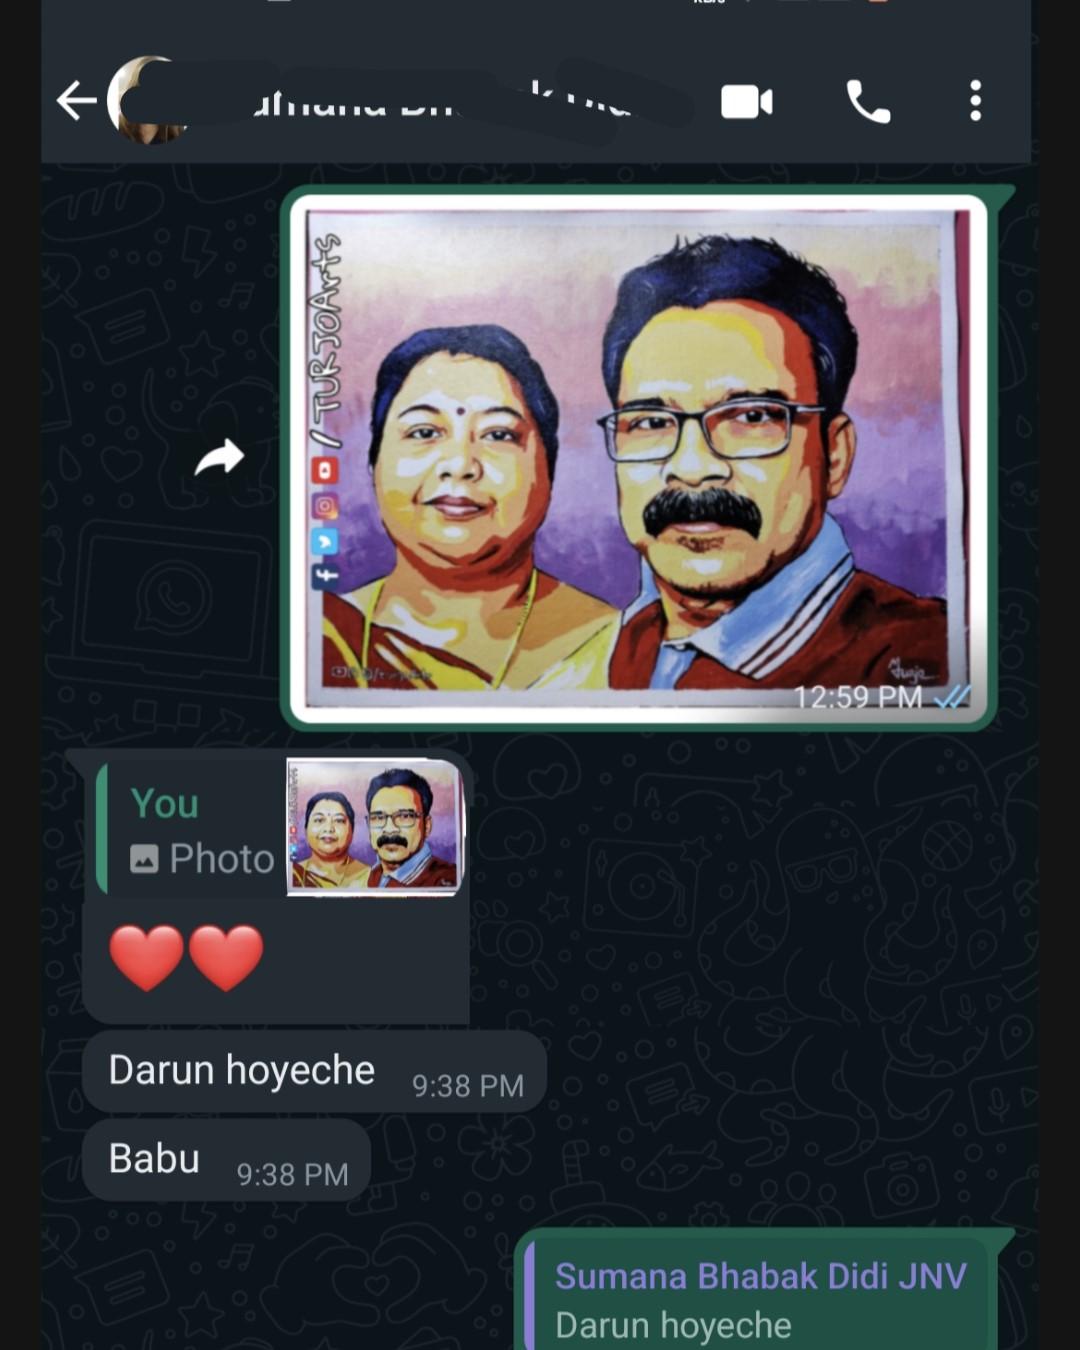 /TURJOArts
12:59 PM
You
Photo
Darun hoyeche
9:38 PM
Babu
9:38 PM
Sumana Bhabak Didi JNV
Darun hoyeche